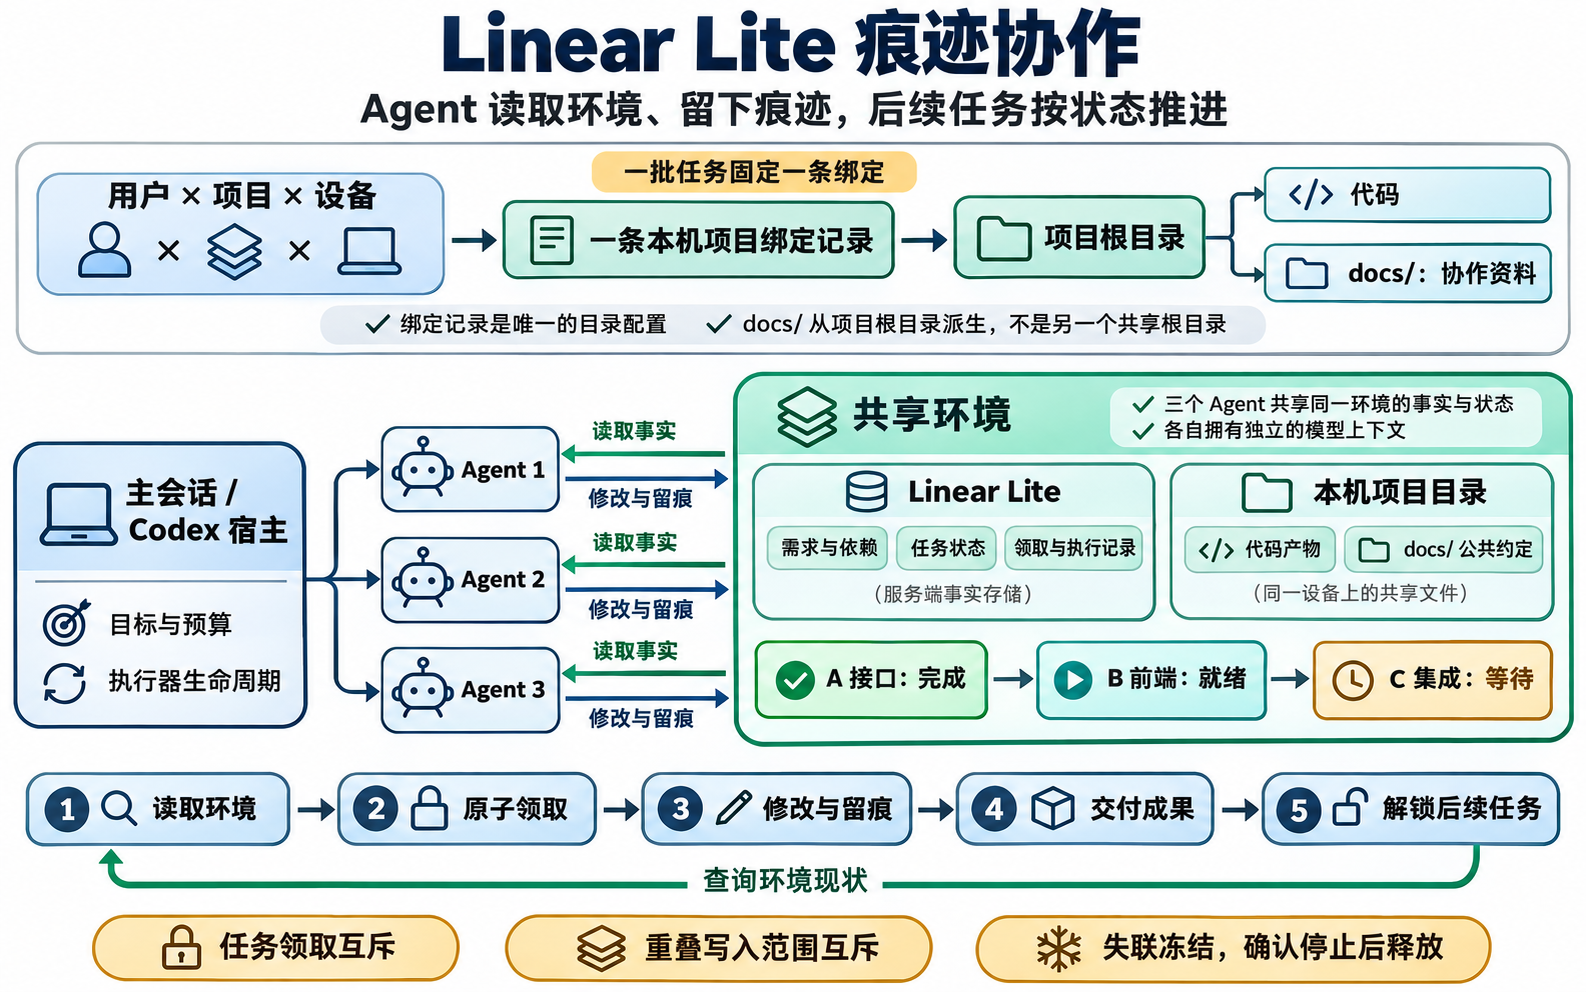 Linear Lite 痕迹协作
Agent 读取环境、留下痕迹，后续任务按状态推进
一批任务固定一条绑定
用户 × 项目 × 设备
× ×
一条本机项目绑定记录
项目根目录
</> 代码
docs/：协作资料
绑定记录是唯一的目录配置
docs/ 从项目根目录派生，不是另一个共享根目录
主会话 /
Codex 宿主
目标与预算
执行器生命周期
Agent 1
读取事实
修改与留痕
Agent 2
读取事实
修改与留痕
Agent 3
读取事实
修改与留痕
共享环境
三个 Agent 共享同一环境的事实与状态
各自拥有独立的模型上下文
Linear Lite
需求与依赖
任务状态
领取与执行记录
（服务端事实存储）
本机项目目录
</> 代码产物
docs/ 公共约定
（同一设备上的共享文件）
A 接口：完成
B 前端：就绪
C 集成：等待
1 读取环境
2 原子领取
3 修改与留痕
4 交付成果
5 解锁后续任务
查询环境现状
任务领取互斥
重叠写入范围互斥
失联冻结，确认停止后释放